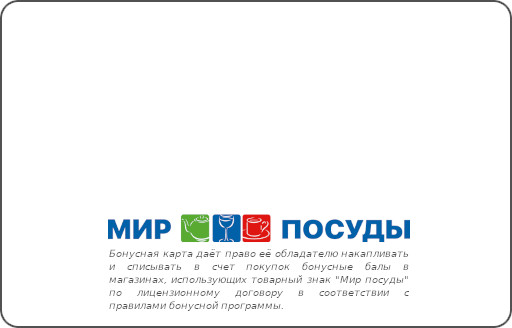 МИР ПОСУДЫ
Бонусная карта даёт право её обладателю накапливать
и списывать в счет покупок бонусные балы в
магазинах, использующих товарный знак "Мир посуды"
по лицензионному договору в соответствии с
правилами бонусной программы.